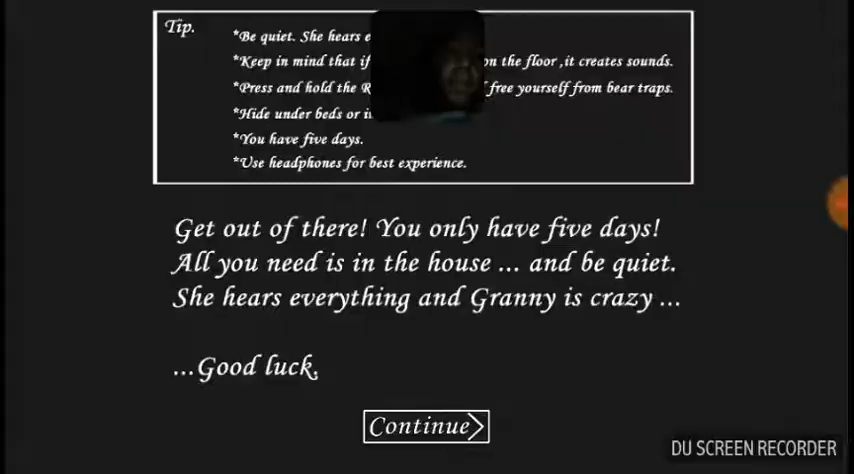 Tip.
*Be quiet. She hears e
*Keep in mind that if on the floor ,it creates sounds.
*Press and hold the R free yourself from bear traps.
*Hide under beds or i
*You have five days.
*Use headphones for best experience.
Get out of there! You only have five days!
All you need is in the house ... and be quiet.
She hears everything and Granny is crazy ...
...Good luck.
Continue
DU SCREEN RECORDER